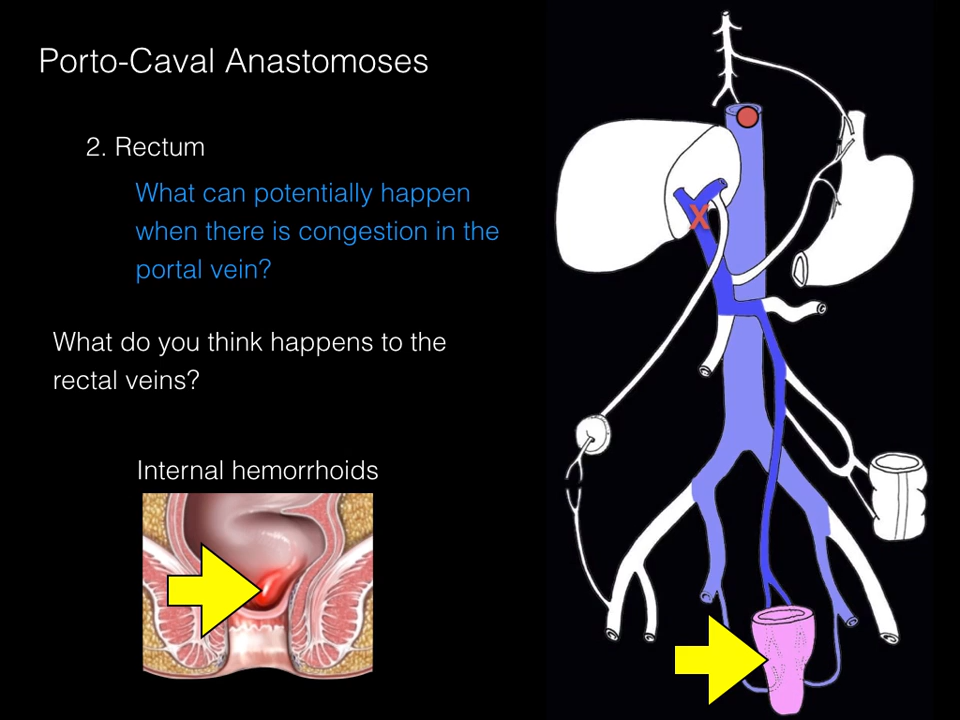 Porto-Caval Anastomoses
2. Rectum
What can potentially happen
when there is congestion in the
portal vein?
What do you think happens to the
rectal veins?
Internal hemorrhoids
X